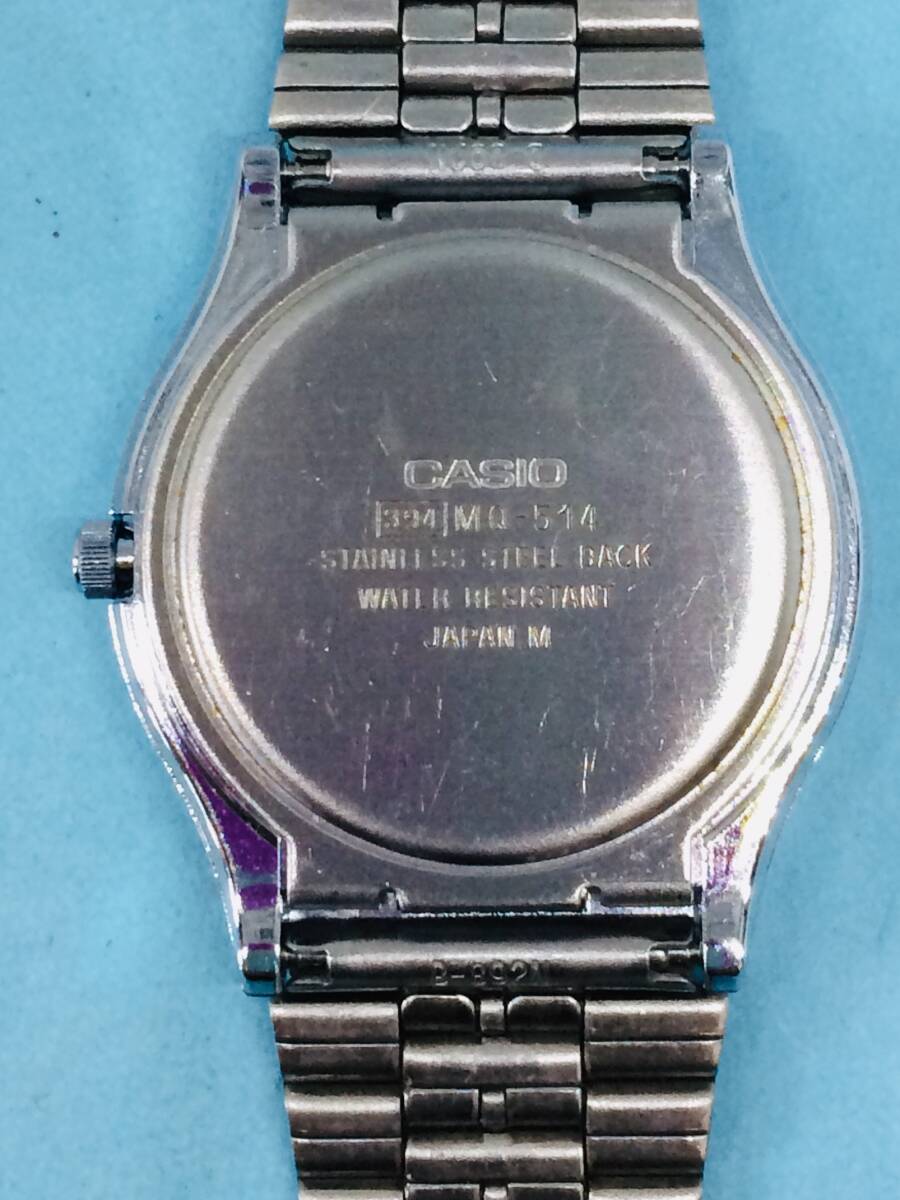 CASIO
394 MQ-514
STAINLESS STEEL BACK
WATER RESISTANT
JAPAN M